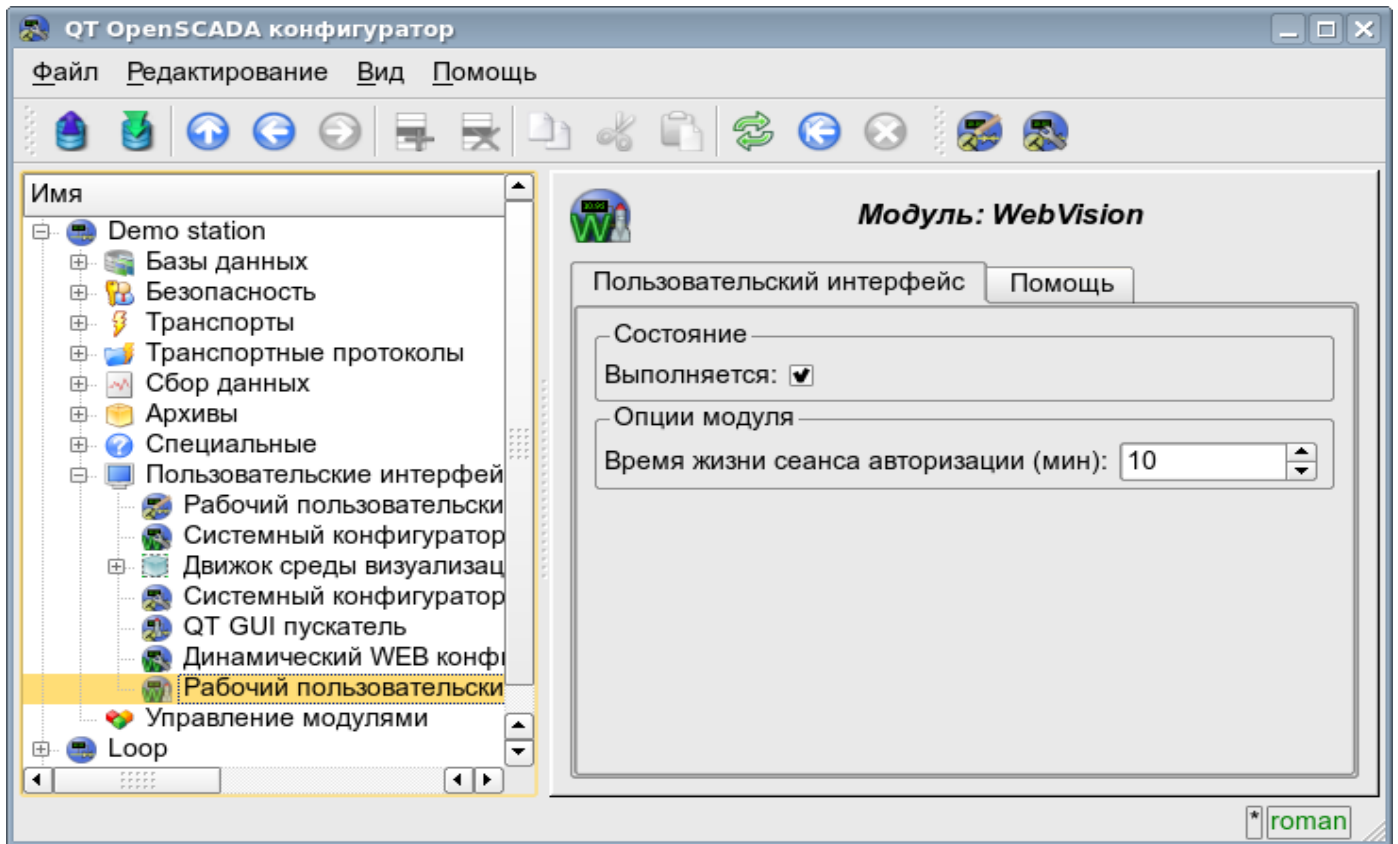 QT OpenSCADA конфигуратор
Файл Редактирование Вид Помощь
Имя
Demo station
Базы данных
Безопасность
Транспорты
Транспортные протоколы
Сбор данных
Архивы
Специальные
Пользовательские интерфей
Рабочий пользовательски
Системный конфигуратор
Движок среды визуализац
Системный конфигуратор
QT GUI пускатель
Динамический WEB конфи
Рабочий пользовательски
Управление модулями
Loop
Модуль: WebVision
Пользовательский интерфейс Помощь
Состояние
Выполняется:
Опции модуля
Время жизни сеанса авторизации (мин): 10
* roman